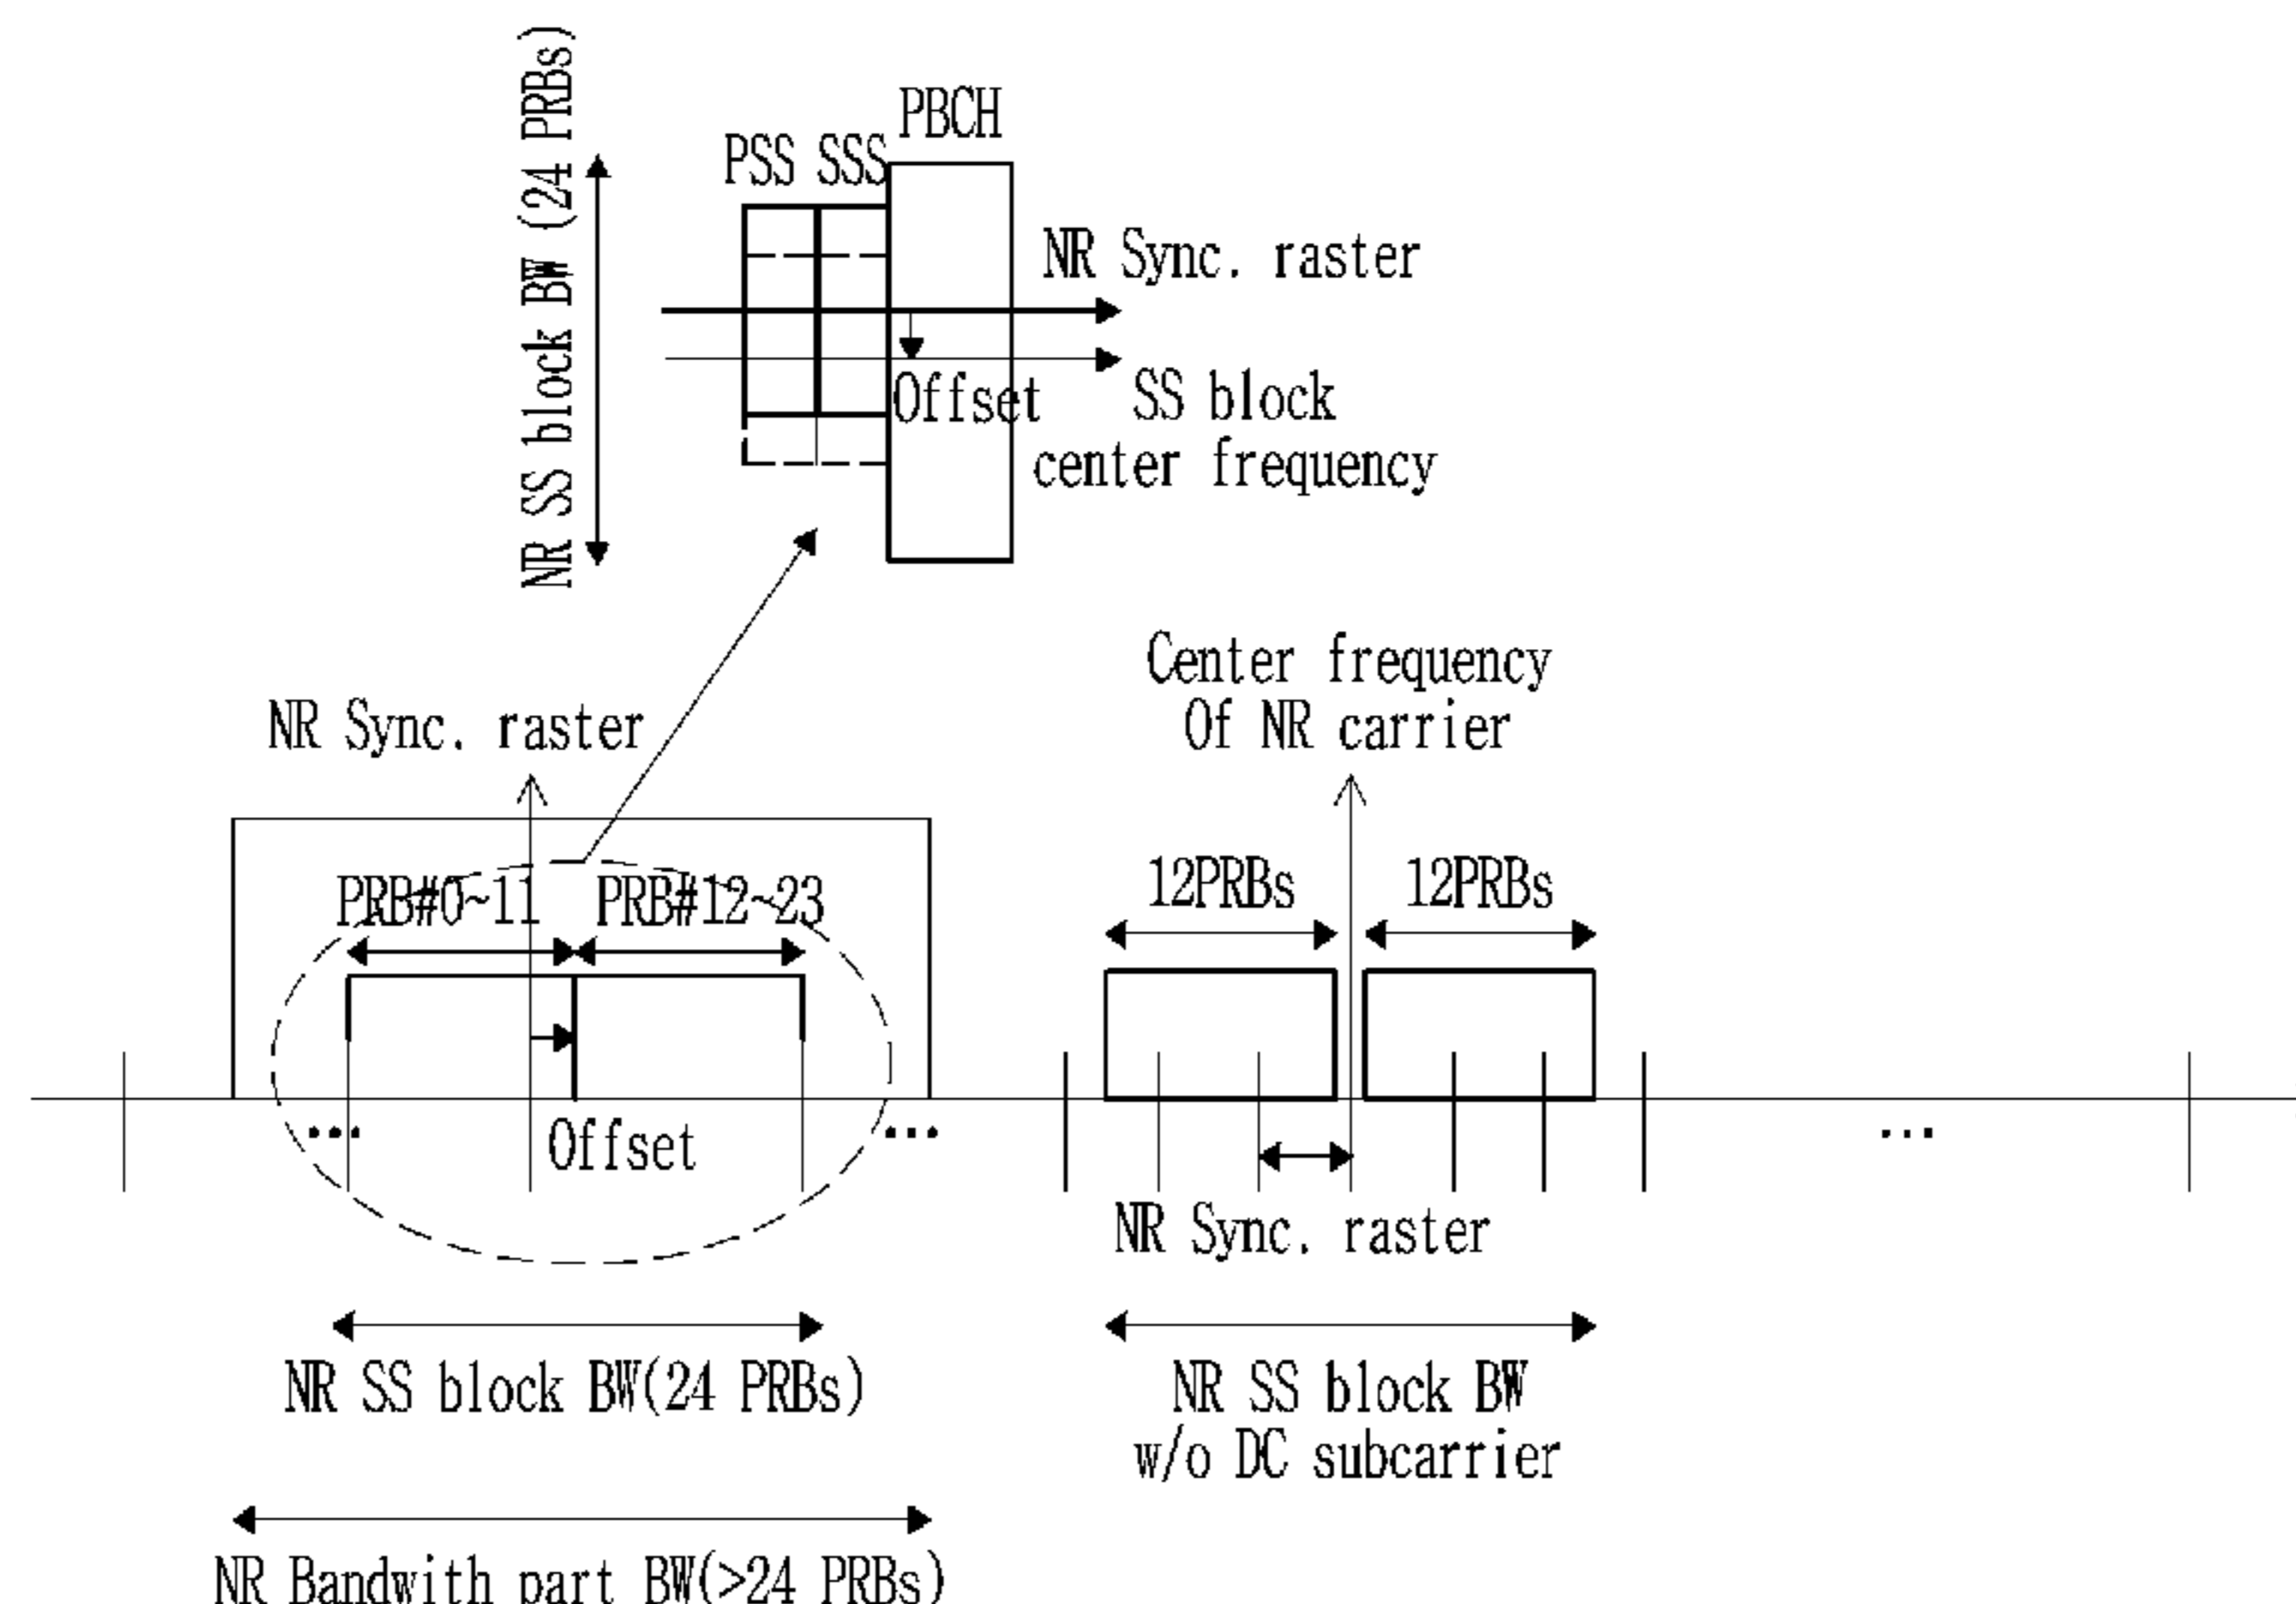 NR SS block BW (24 PRBs)
PBCH
PSS SSS
NR Sync. raster
Offset
SS block
center frequency
Center frequency
Of NR carrier
NR Sync. raster
PRB#0~11
PRB#12~23
12PRBs
12PRBs
...
Offset
...
...
NR Sync. raster
NR SS block BW(24 PRBs)
NR SS block BW
w/o DC subcarrier
NR Bandwith part BW(>24 PRBs)